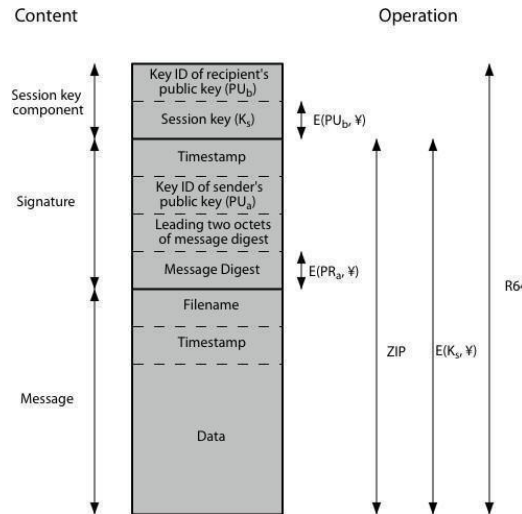 Content
Operation
Session key
component
Key ID of recipient's
public key (PUb)
Session key (Ks)
E(PUb, ¥)
Signature
Timestamp
Key ID of sender's
public key (PUa)
Leading two octets
of message digest
Message Digest
E(PRa, ¥)
R64
Message
Filename
Timestamp
Data
ZIP
E(Ks, ¥)